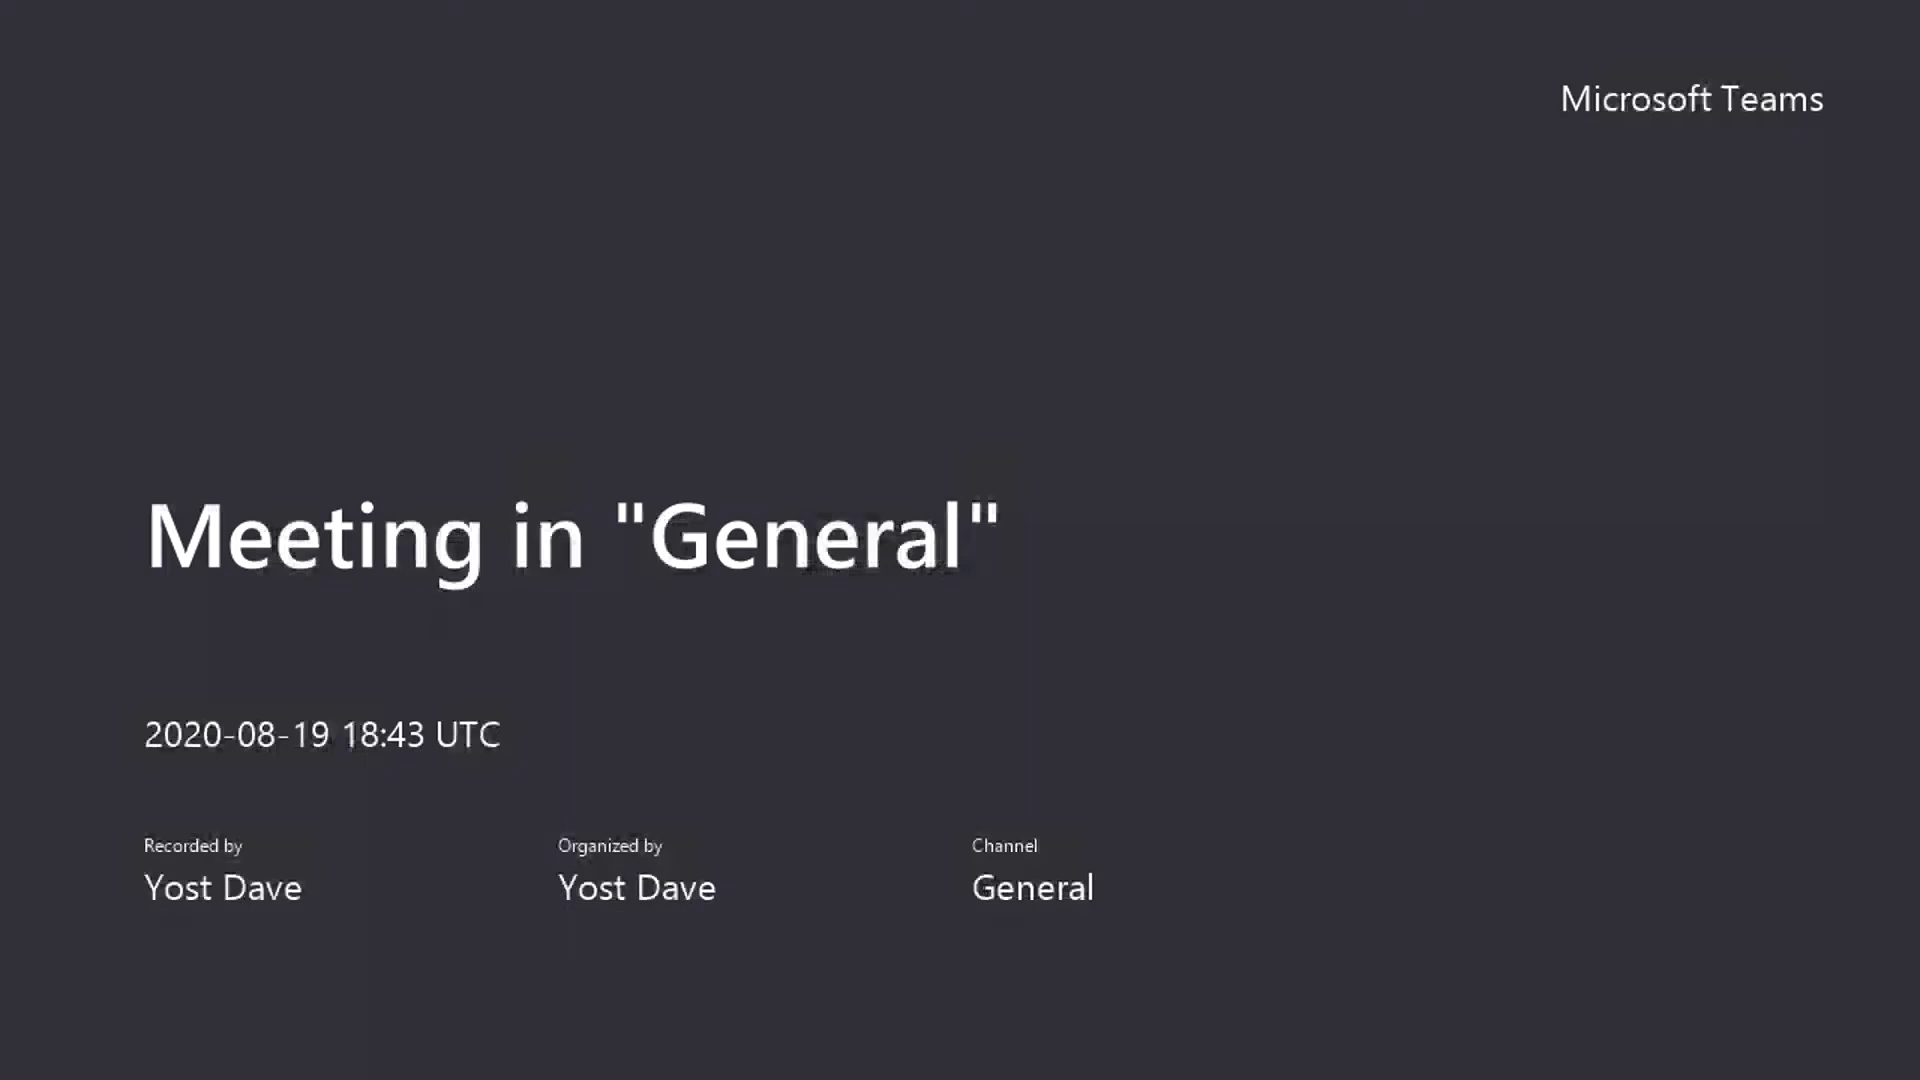 Microsoft Teams
Meeting in "General"
2020-08-19 18:43 UTC
Recorded by
Yost Dave
Organized by
Yost Dave
Channel
General